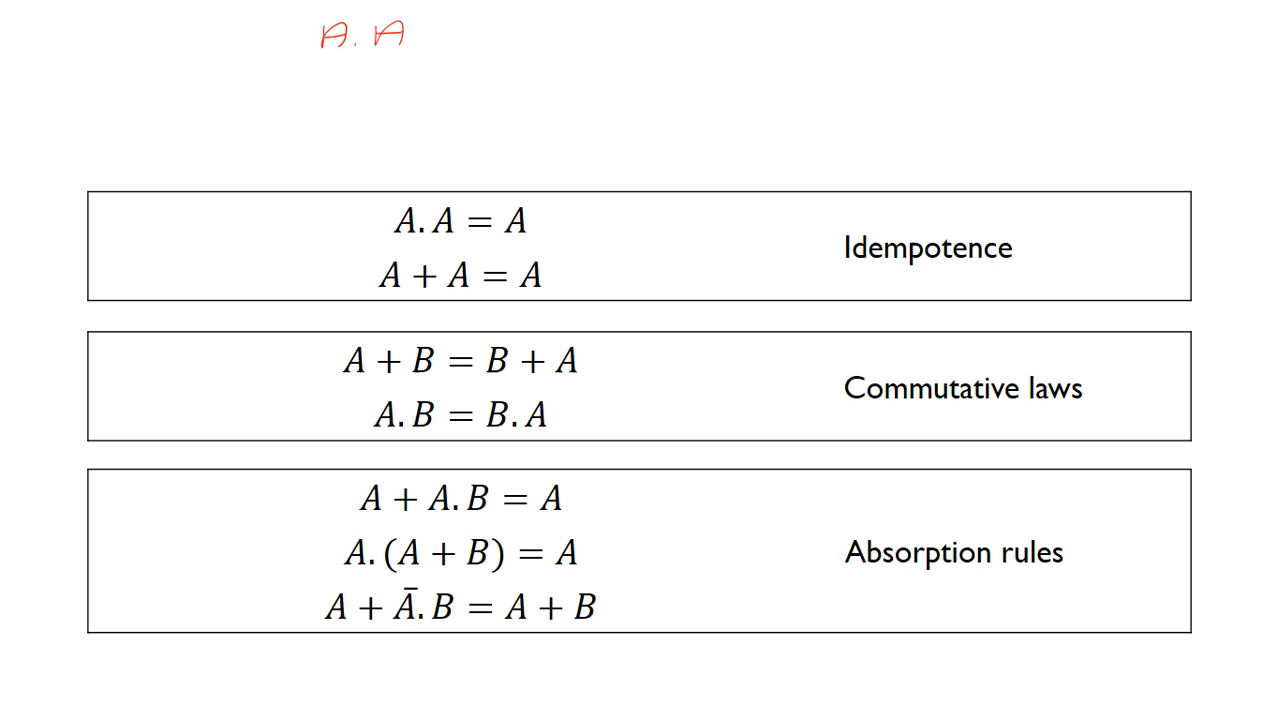 A. A
A. A = A
A + A = A
Idempotence
A + B = B + A
A. B = B. A
Commutative laws
A + A. B = A
A. (A + B) = A
A + Ā. B = A + B
Absorption rules